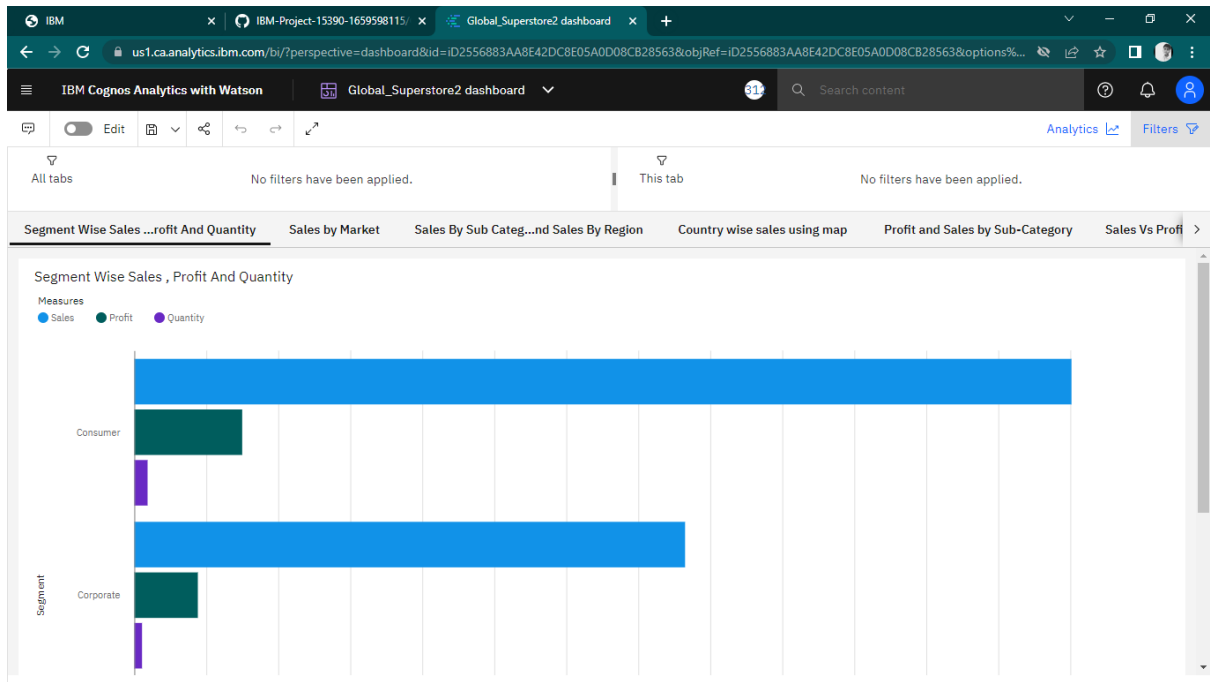 IBM
IBM-Project-15390-1659598115/
Global_Superstore2 dashboard
us1.ca.analytics.ibm.com/bi/?perspective=dashboard&id=iD2556883AA8E42DC8E05A0D08CB28563&objRef=iD2556883AA8E42DC8E05A0D08CB28563&options%...
IBM Cognos Analytics with Watson
Global_Superstore2 dashboard
312
Search content
Edit
Analytics
Filters
All tabs
No filters have been applied.
This tab
No filters have been applied.
Segment Wise Sales ...rofit And Quantity
Sales by Market
Sales By Sub Categ...nd Sales By Region
Country wise sales using map
Profit and Sales by Sub-Category
Sales Vs Profi
Segment Wise Sales , Profit And Quantity
Measures
Sales
Profit
Quantity
Consumer
Corporate
Segment